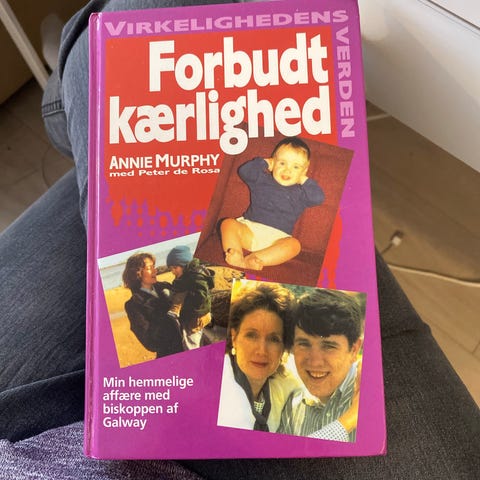 VIRKELIGHEDENS
VERDEN
Forbudt
kærlighed
ANNIE MURPHY
med Peter de Rosa
Min hemmelige
affære med
biskoppen af
Galway